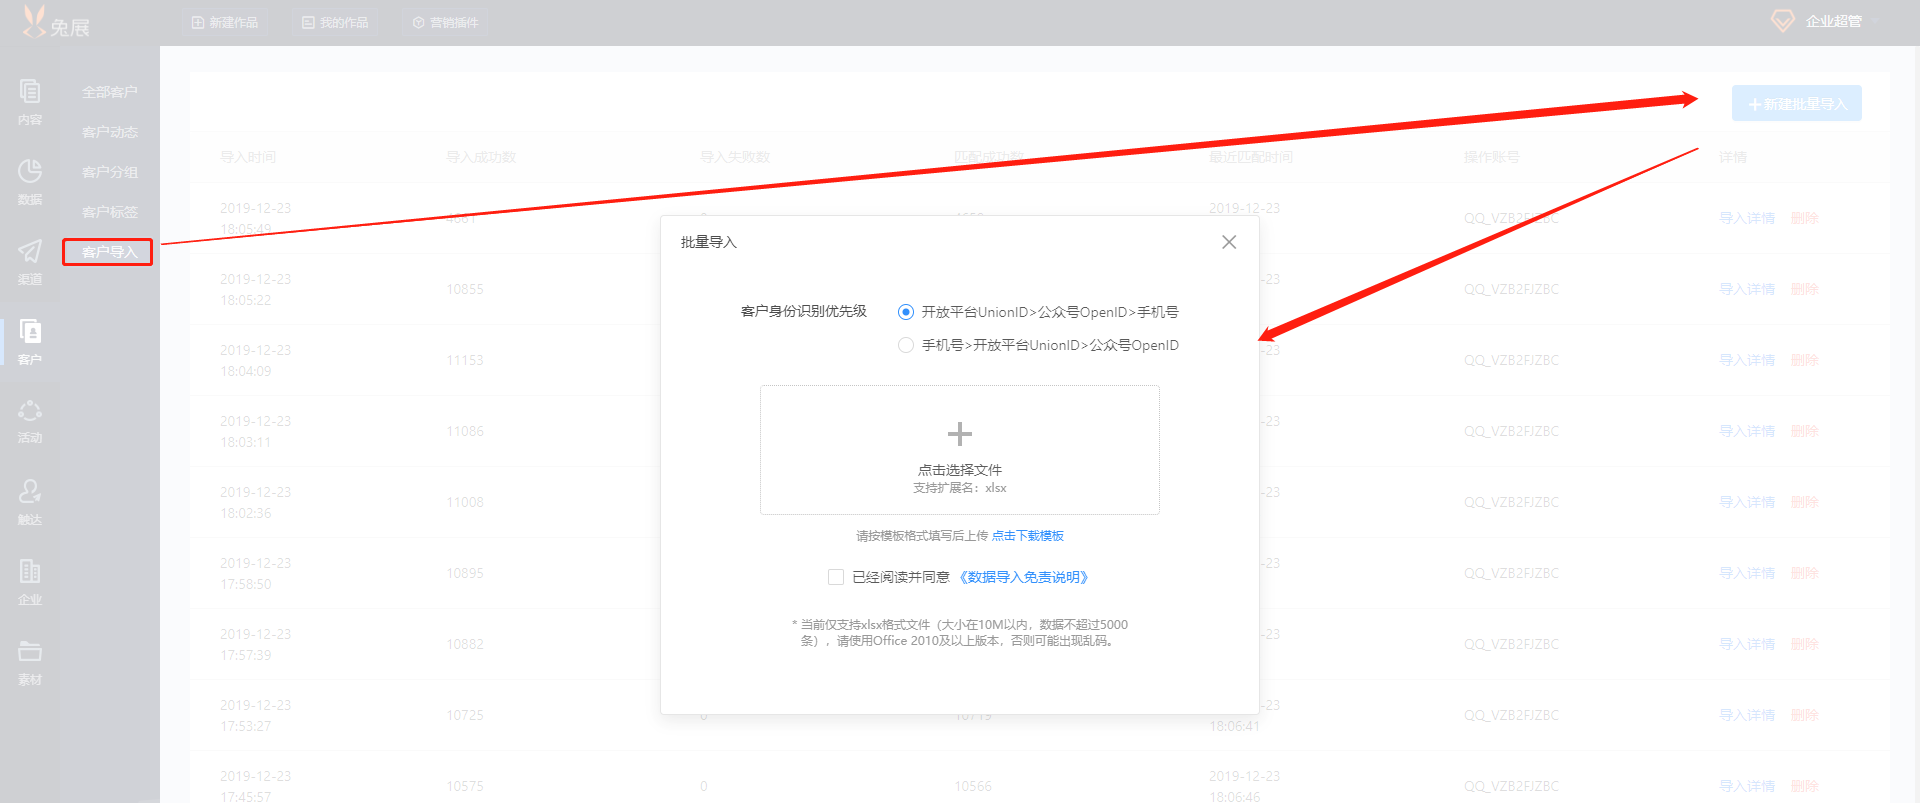 兔展
新建作品
我的作品
营销插件
企业超管
内容
数据
渠道
客户
活动
触达
企业
素材
全部客户
客户动态
客户分组
客户标签
客户导入
新建批量导入
导入时间 导入成功数 导入失败数 匹配成功数 最近匹配时间 操作账号 详情
2019-12-23 2019-12-23
18:05:49 QQ_VZB2FJZBC 导入详情 删除
2019-12-23 -23
18:05:22 10855 QQ_VZB2FJZBC 导入详情 删除
2019-12-23 -23
18:04:09 11153 QQ_VZB2FJZBC 导入详情 删除
2019-12-23 -23
18:03:11 11086 QQ_VZB2FJZBC 导入详情 删除
2019-12-23 -23
18:02:36 11008 QQ_VZB2FJZBC 导入详情 删除
2019-12-23 -23
17:58:50 10895 QQ_VZB2FJZBC 导入详情 删除
2019-12-23 -23
17:57:39 10882 QQ_VZB2FJZBC 导入详情 删除
2019-12-23 -23
17:53:27 10725 0 10719 18:06:41 QQ_VZB2FJZBC 导入详情 删除
2019-12-23 2019-12-23
17:45:57 10575 0 10566 18:06:46 QQ_VZB2FJZBC 导入详情 删除
批量导入
客户身份识别优先级
开放平台UnionID>公众号OpenID>手机号
手机号>开放平台UnionID>公众号OpenID
点击选择文件
支持扩展名：xlsx
请按模板格式填写后上传 点击下载模板
已经阅读并同意 《数据导入免责说明》
* 当前仅支持xlsx格式文件（大小在10M以内，数据不超过5000
条），请使用Office 2010及以上版本，否则可能出现乱码。